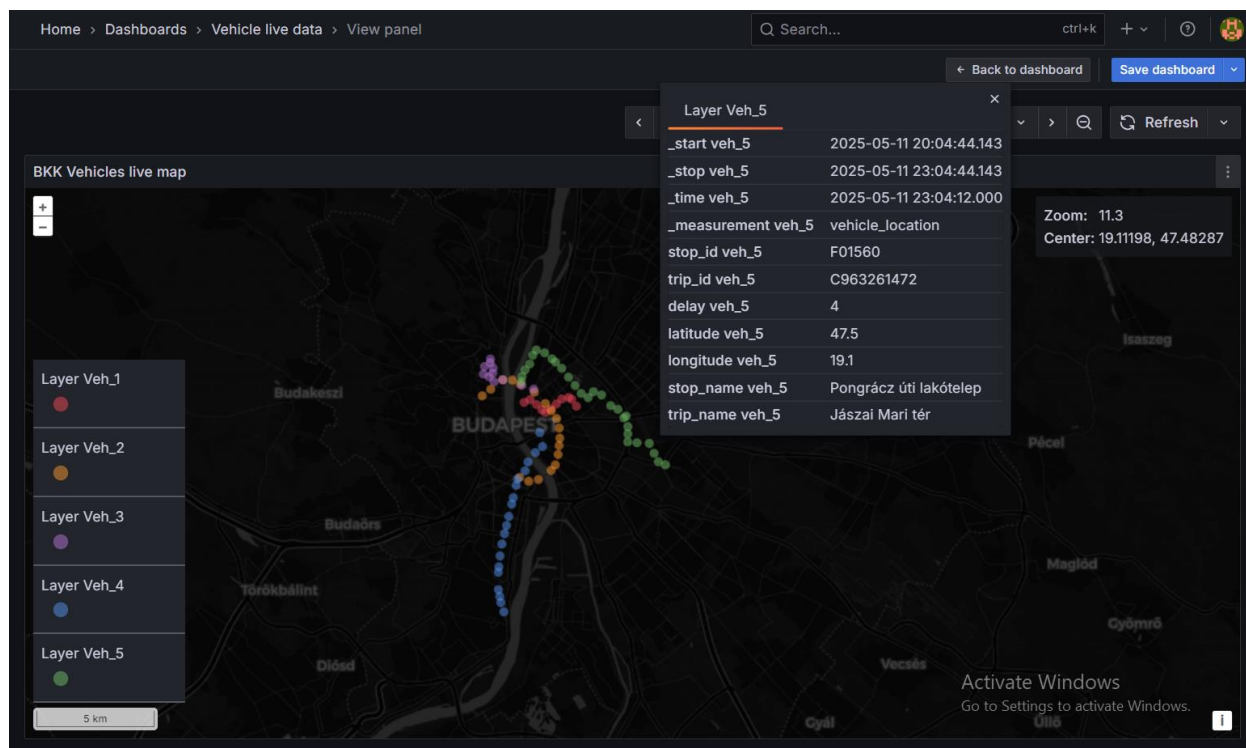 Home > Dashboards > Vehicle live data > View panel
Search...
ctrl+k
← Back to dashboard
Save dashboard
Refresh
BKK Vehicles live map
+
−
Layer Veh_5
_start veh_5 2025-05-11 20:04:44.143
_stop veh_5 2025-05-11 23:04:44.143
_time veh_5 2025-05-11 23:04:12.000
_measurement veh_5 vehicle_location
stop_id veh_5 F01560
trip_id veh_5 C963261472
delay veh_5 4
latitude veh_5 47.5
longitude veh_5 19.1
stop_name veh_5 Pongrácz úti lakótelep
trip_name veh_5 Jászai Mari tér
Zoom: 11.3
Center: 19.11198, 47.48287
Isaszeg
Layer Veh_1
Layer Veh_2
Layer Veh_3
Layer Veh_4
Layer Veh_5
Budakeszi
BUDAPEST
Pécel
Budaörs
Törökbálint
Maglód
Gyömrő
Diósd
Vecsés
Gyál
Üllő
Activate Windows
Go to Settings to activate Windows.
5 km
i